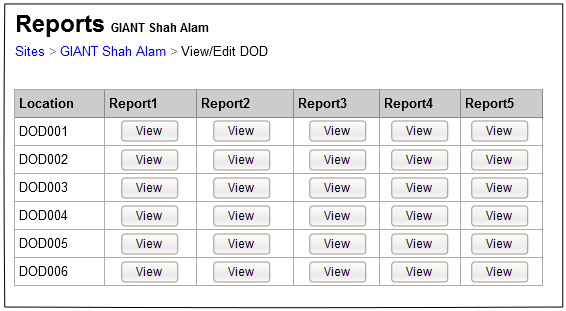 Reports GIANT Shah Alam
Sites > GIANT Shah Alam > View/Edit DOD
Location Report1 Report2 Report3 Report4 Report5
DOD001 View View View View View
DOD002 View View View View View
DOD003 View View View View View
DOD004 View View View View View
DOD005 View View View View View
DOD006 View View View View View